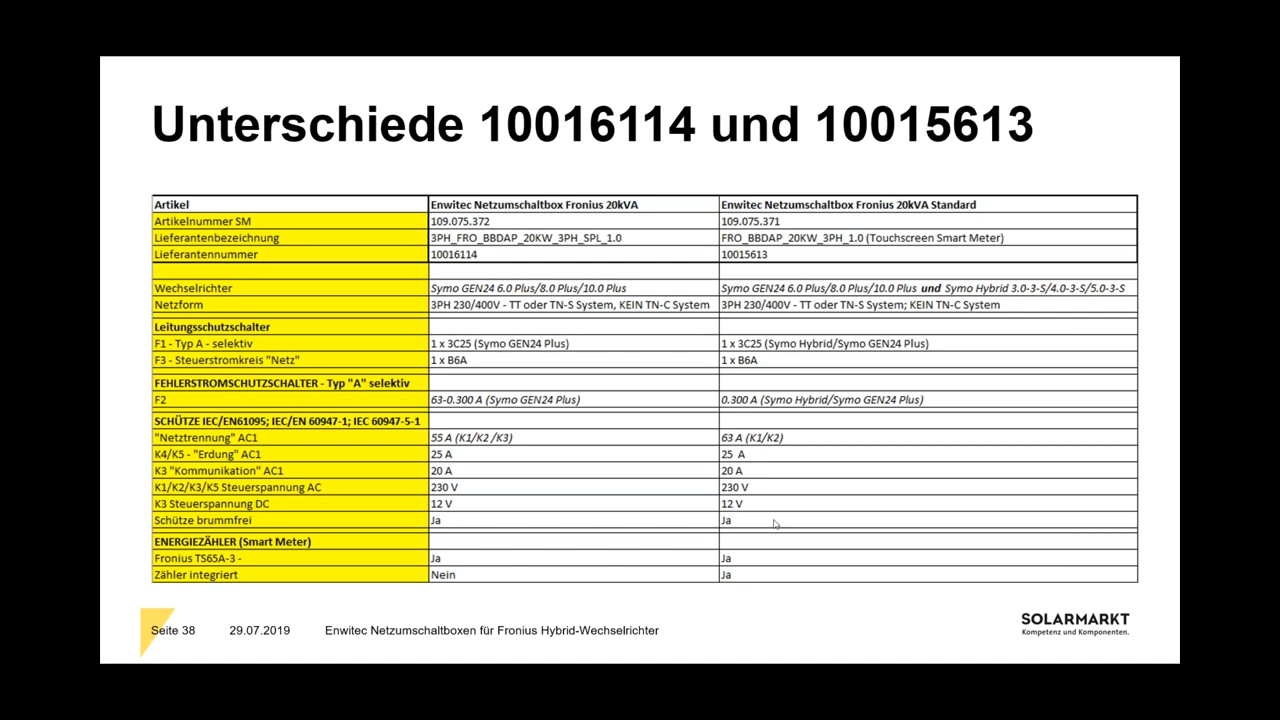 Unterschiede 10016114 und 10015613
Artikel Enwitec Netzumschaltbox Fronius 20kVA Enwitec Netzumschaltbox Fronius 20kVA Standard
Artikelnummer SM 109.075.372 109.075.371
Lieferantenbezeichnung 3PH_FRO_BBDAP_20KW_3PH_SPL_1.0 FRO_BBDAP_20KW_3PH_1.0 (Touchscreen Smart Meter)
Lieferantennummer 10016114 10015613
Wechselrichter Symo GEN24 6.0 Plus/8.0 Plus/10.0 Plus Symo GEN24 6.0 Plus/8.0 Plus/10.0 Plus und Symo Hybrid 3.0-3-S/4.0-3-S/5.0-3-S
Netzform 3PH 230/400V - TT oder TN-S System, KEIN TN-C System 3PH 230/400V - TT oder TN-S System; KEIN TN-C System
Leitungsschutzschalter
F1 - Typ A - selektiv 1 x 3C25 (Symo GEN24 Plus) 1 x 3C25 (Symo Hybrid/Symo GEN24 Plus)
F3 - Steuerstromkreis "Netz" 1 x B6A 1 x B6A
FEHLERSTROMSCHUTZSCHALTER - Typ "A" selektiv
F2 63-0.300 A (Symo GEN24 Plus) 0.300 A (Symo Hybrid/Symo GEN24 Plus)
SCHÜTZE IEC/EN61095; IEC/EN 60947-1; IEC 60947-5-1
"Netztrennung" AC1 55 A (K1/K2 /K3) 63 A (K1/K2)
K4/K5 - "Erdung" AC1 25 A 25 A
K3 "Kommunikation" AC1 20 A 20 A
K1/K2/K3/K5 Steuerspannung AC 230 V 230 V
K3 Steuerspannung DC 12 V 12 V
Schütze brummfrei Ja Ja
ENERGIEZÄHLER (Smart Meter)
Fronius TS65A-3 - Ja Ja
Zähler integriert Nein Ja
Seite 38 29.07.2019 Enwitec Netzumschaltboxen für Fronius Hybrid-Wechselrichter
SOLARMARKT
Kompetenz und Komponenten.